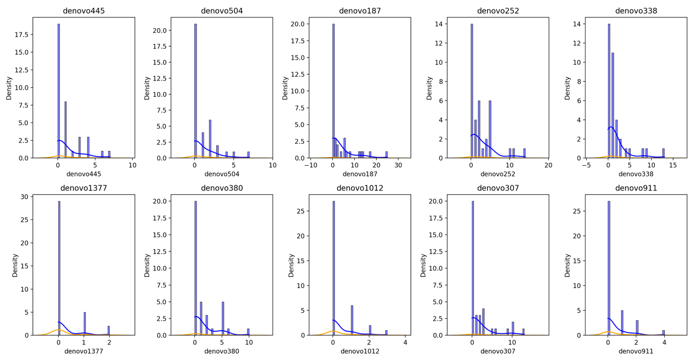 denovo445 denovo504 denovo187 denovo252 denovo338
17.5 20.0 20.0 14 14
15.0 17.5 17.5 12 12
12.5 15.0 15.0 10 10
10.0 12.5 12.5 8 8
7.5 10.0 10.0 6 6
5.0 7.5 7.5 4 4
2.5 5.0 5.0 2 2
0.0 2.5 2.5 0 0
0.0 0.0
Density Density Density Density Density
0 5 10 0 5 10 −10 0 10 20 30 0 10 20 −5 0 5 10 15
denovo445 denovo504 denovo187 denovo252 denovo338
denovo1377 denovo380 denovo1012 denovo307 denovo911
30 20.0 25 20.0 25
25 17.5 20 17.5 20
20 15.0 15 15.0 15
15 12.5 10 12.5 10
10 10.0 5 10.0 5
5 7.5 0 7.5 0
0 5.0 5.0
2.5 2.5
0.0 0.0
Density Density Density Density Density
0 1 2 0 5 10 0 2 4 0 5 10 15 0 2 4
denovo1377 denovo380 denovo1012 denovo307 denovo911